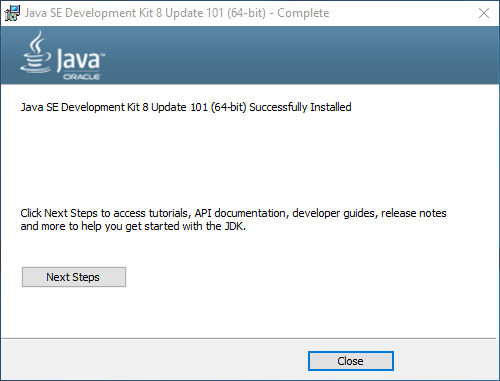 Java SE Development Kit 8 Update 101 (64-bit) - Complete
Java
ORACLE
Java SE Development Kit 8 Update 101 (64-bit) Successfully Installed
Click Next Steps to access tutorials, API documentation, developer guides, release notes
and more to help you get started with the JDK.
Next Steps
Close